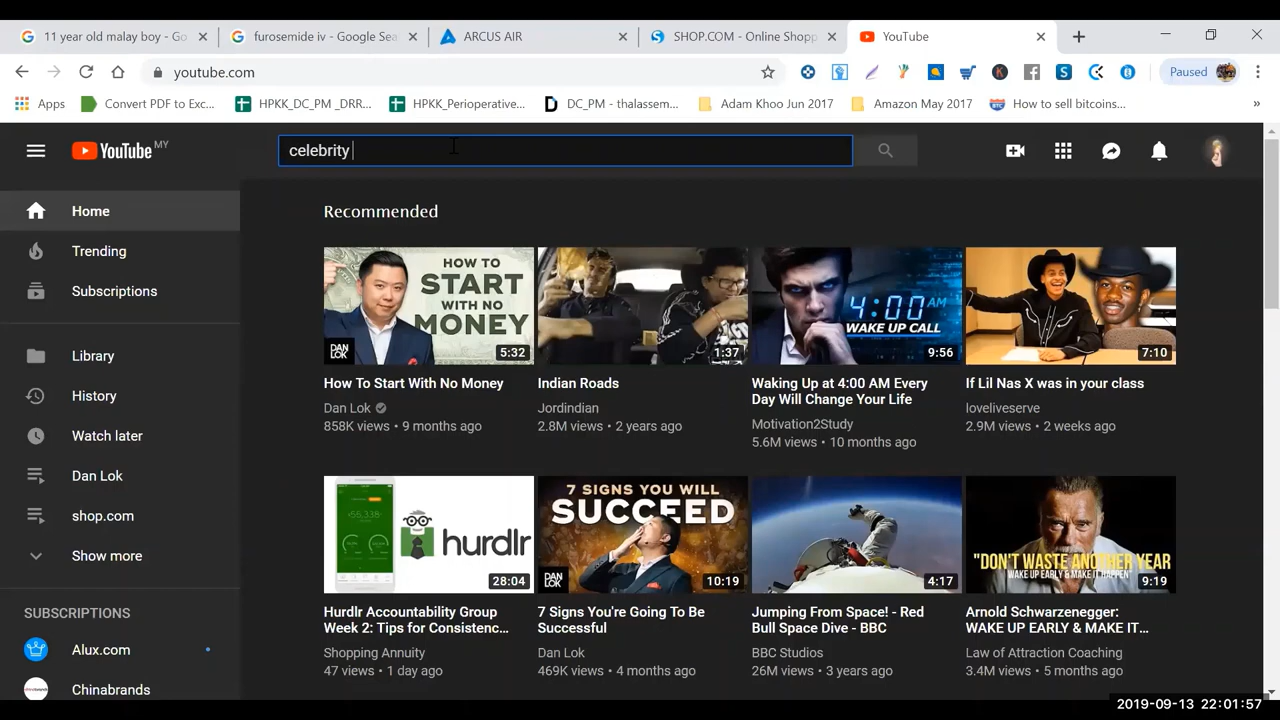 11 year old malay boy - Go
furosemide iv - Google Sea
ARCUS AIR
SHOP.COM - Online Shopp
YouTube
youtube.com
Paused
Apps
Convert PDF to Exc...
HPKK_DC_PM _DRR...
HPKK_Perioperative...
DC_PM - thalassem...
Adam Khoo Jun 2017
Amazon May 2017
How to sell bitcoins...
»
YouTube MY
celebrity
Home
Trending
Subscriptions
Library
History
Watch later
Dan Lok
shop.com
Show more
SUBSCRIPTIONS
Alux.com
Chinabrands
Recommended
HOW TO
START
WITH NO
MONEY
DAN
LOK
5:32
How To Start With No Money
Dan Lok
858K views • 9 months ago
1:37
Indian Roads
Jordindian
2.8M views • 2 years ago
4:00 AM
WAKE UP CALL
9:56
Waking Up at 4:00 AM Every
Day Will Change Your Life
Motivation2Study
5.6M views • 10 months ago
7:10
If Lil Nas X was in your class
loveliveserve
2.9M views • 2 weeks ago
hurdlr
28:04
Hurdlr Accountability Group
Week 2: Tips for Consistenc...
Shopping Annuity
47 views • 1 day ago
7 SIGNS YOU WILL
SUCCEED
DAN
LOK
10:19
7 Signs You're Going To Be
Successful
Dan Lok
469K views • 4 months ago
4:17
Jumping From Space! - Red
Bull Space Dive - BBC
BBC Studios
26M views • 3 years ago
"DON'T WASTE ANOTHER YEAR
WAKE UP EARLY & MAKE IT HAPPEN"
9:19
Arnold Schwarzenegger:
WAKE UP EARLY & MAKE IT...
Law of Attraction Coaching
3.4M views • 5 months ago
2019-09-13 22:01:57